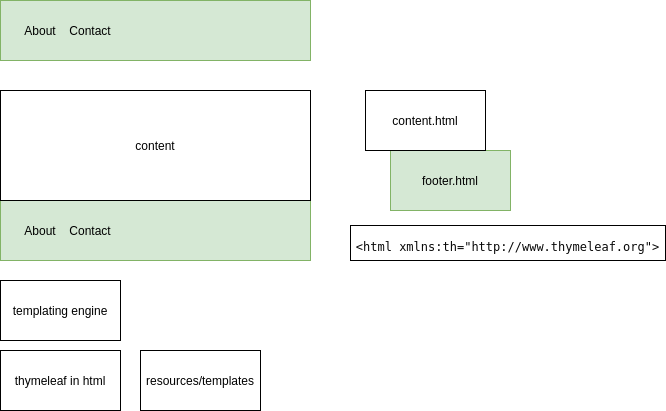 About Contact
content
content.html
footer.html
About Contact
<html xmlns:th="http://www.thymeleaf.org">
templating engine
thymeleaf in html
resources/templates